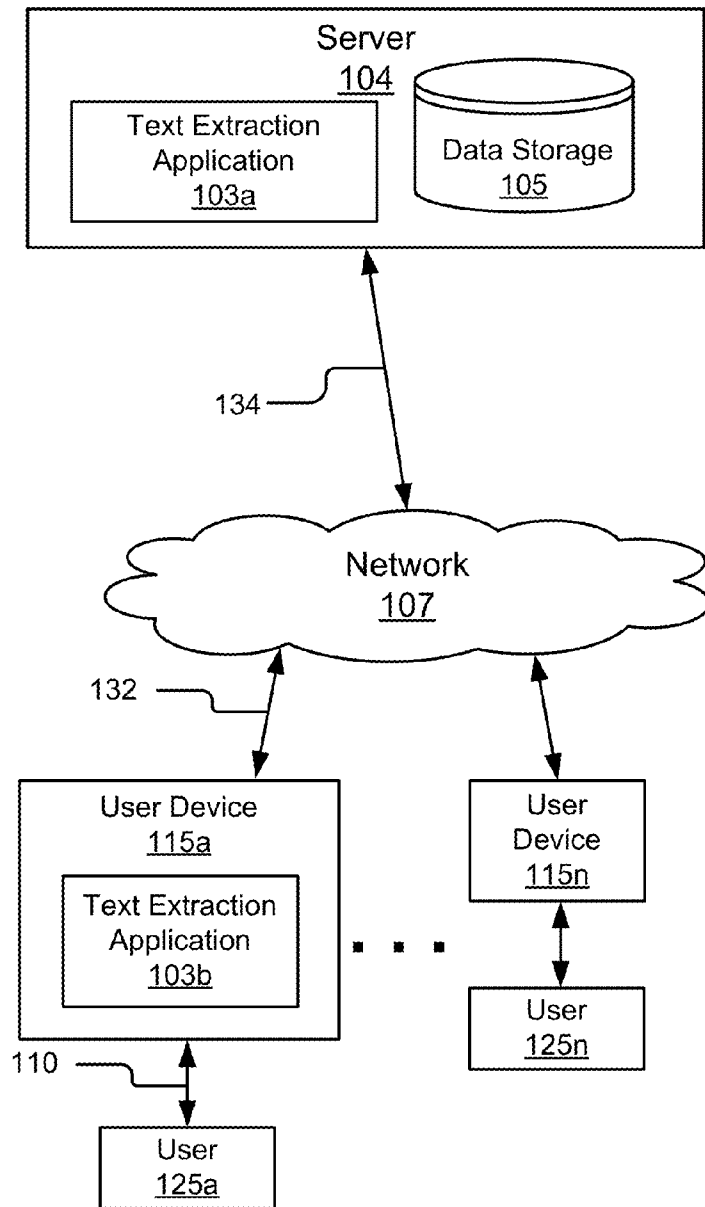 Server
104
Text Extraction
Application
103a
Data Storage
105
134
Network
107
132
User Device
115a
Text Extraction
Application
103b
User
Device
115n
User
125n
110
User
125a